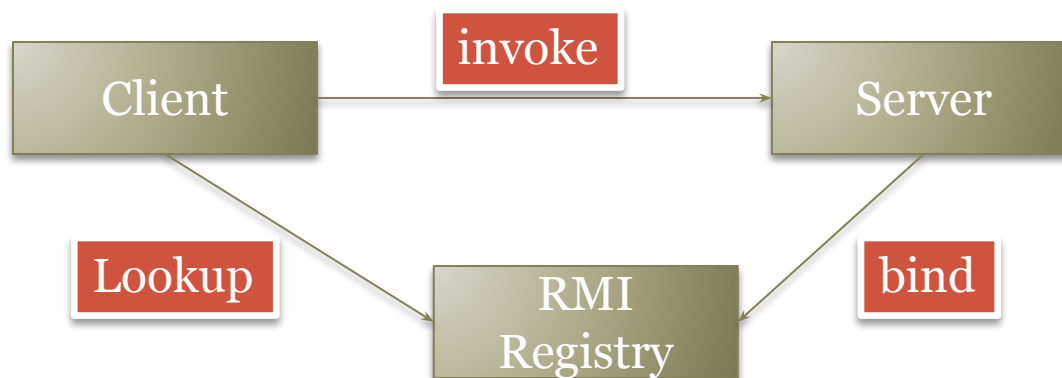 invoke
Client
Server
Lookup
RMI
Registry
bind